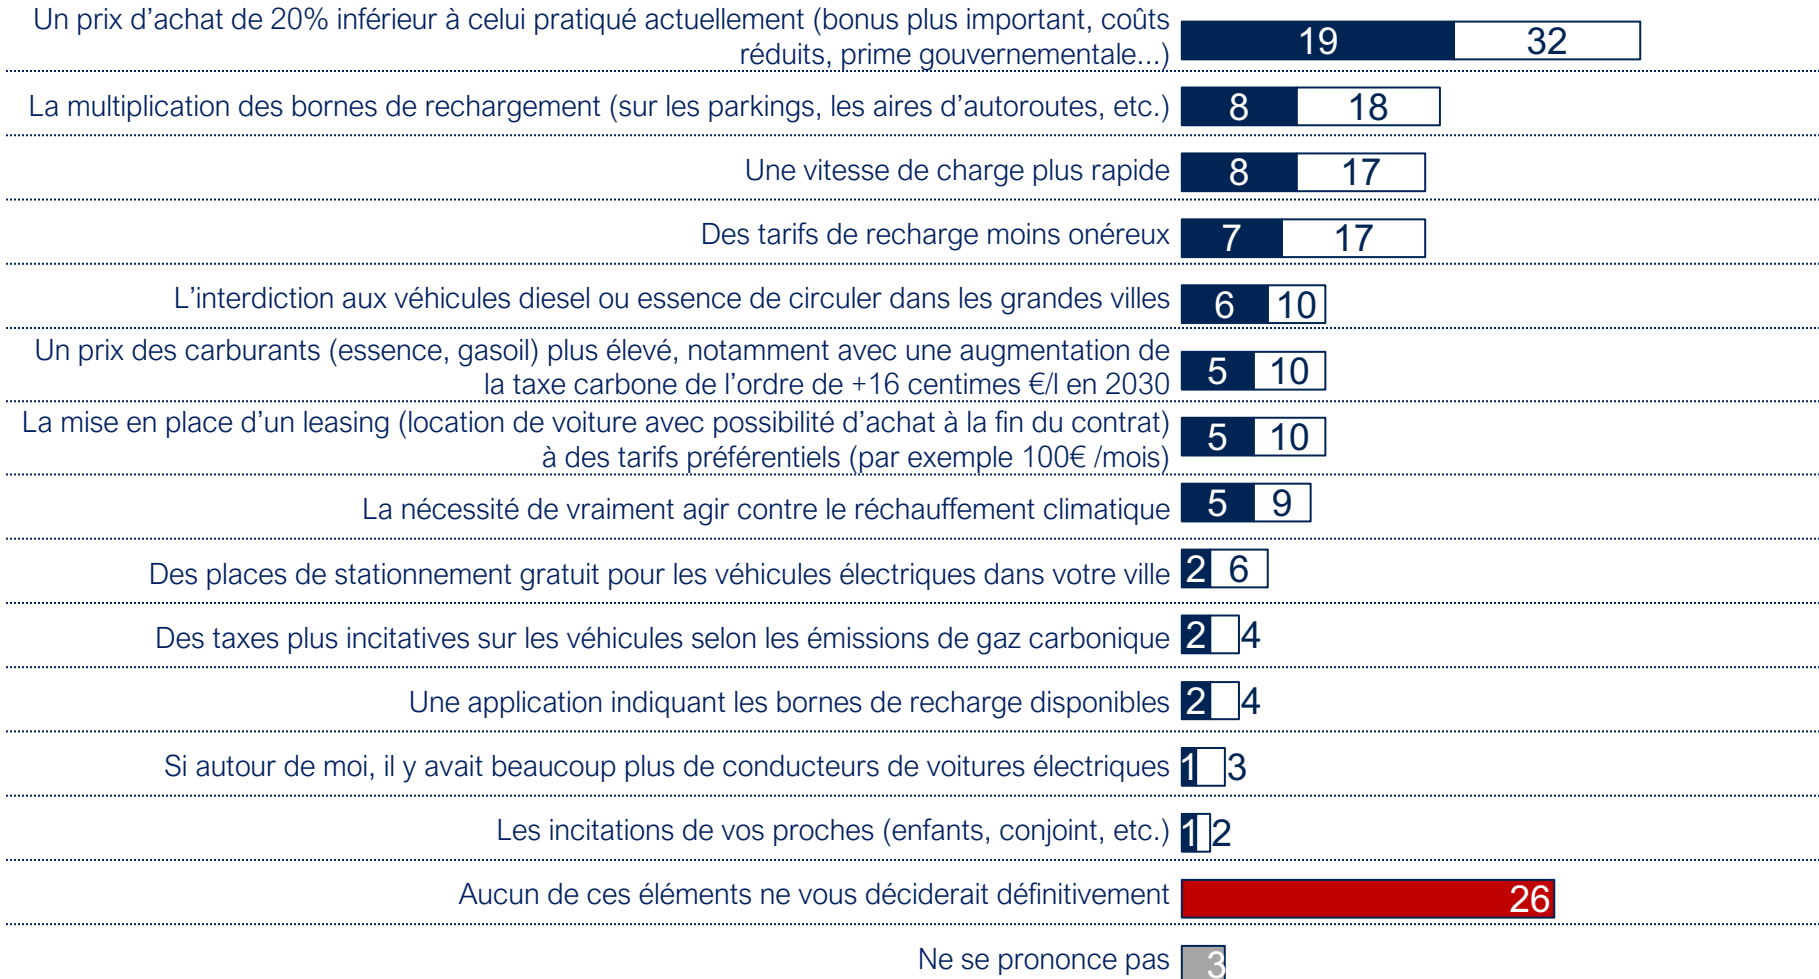 Un prix d'achat de 20% inférieur à celui pratiqué actuellement (bonus plus important, coûts
réduits, prime gouvernementale...)
19 32
La multiplication des bornes de rechargement (sur les parkings, les aires d'autoroutes, etc.)
8 18
Une vitesse de charge plus rapide
8 17
Des tarifs de recharge moins onéreux
7 17
L'interdiction aux véhicules diesel ou essence de circuler dans les grandes villes
6 10
Un prix des carburants (essence, gasoil) plus élevé, notamment avec une augmentation de
la taxe carbone de l'ordre de +16 centimes €/l en 2030
5 10
La mise en place d'un leasing (location de voiture avec possibilité d'achat à la fin du contrat)
à des tarifs préférentiels (par exemple 100€ /mois)
5 10
La nécessité de vraiment agir contre le réchauffement climatique
5 9
Des places de stationnement gratuit pour les véhicules électriques dans votre ville
2 6
Des taxes plus incitatives sur les véhicules selon les émissions de gaz carbonique
2 4
Une application indiquant les bornes de recharge disponibles
2 4
Si autour de moi, il y avait beaucoup plus de conducteurs de voitures électriques
1 3
Les incitations de vos proches (enfants, conjoint, etc.)
1 2
Aucun de ces éléments ne vous déciderait définitivement
26
Ne se prononce pas
3